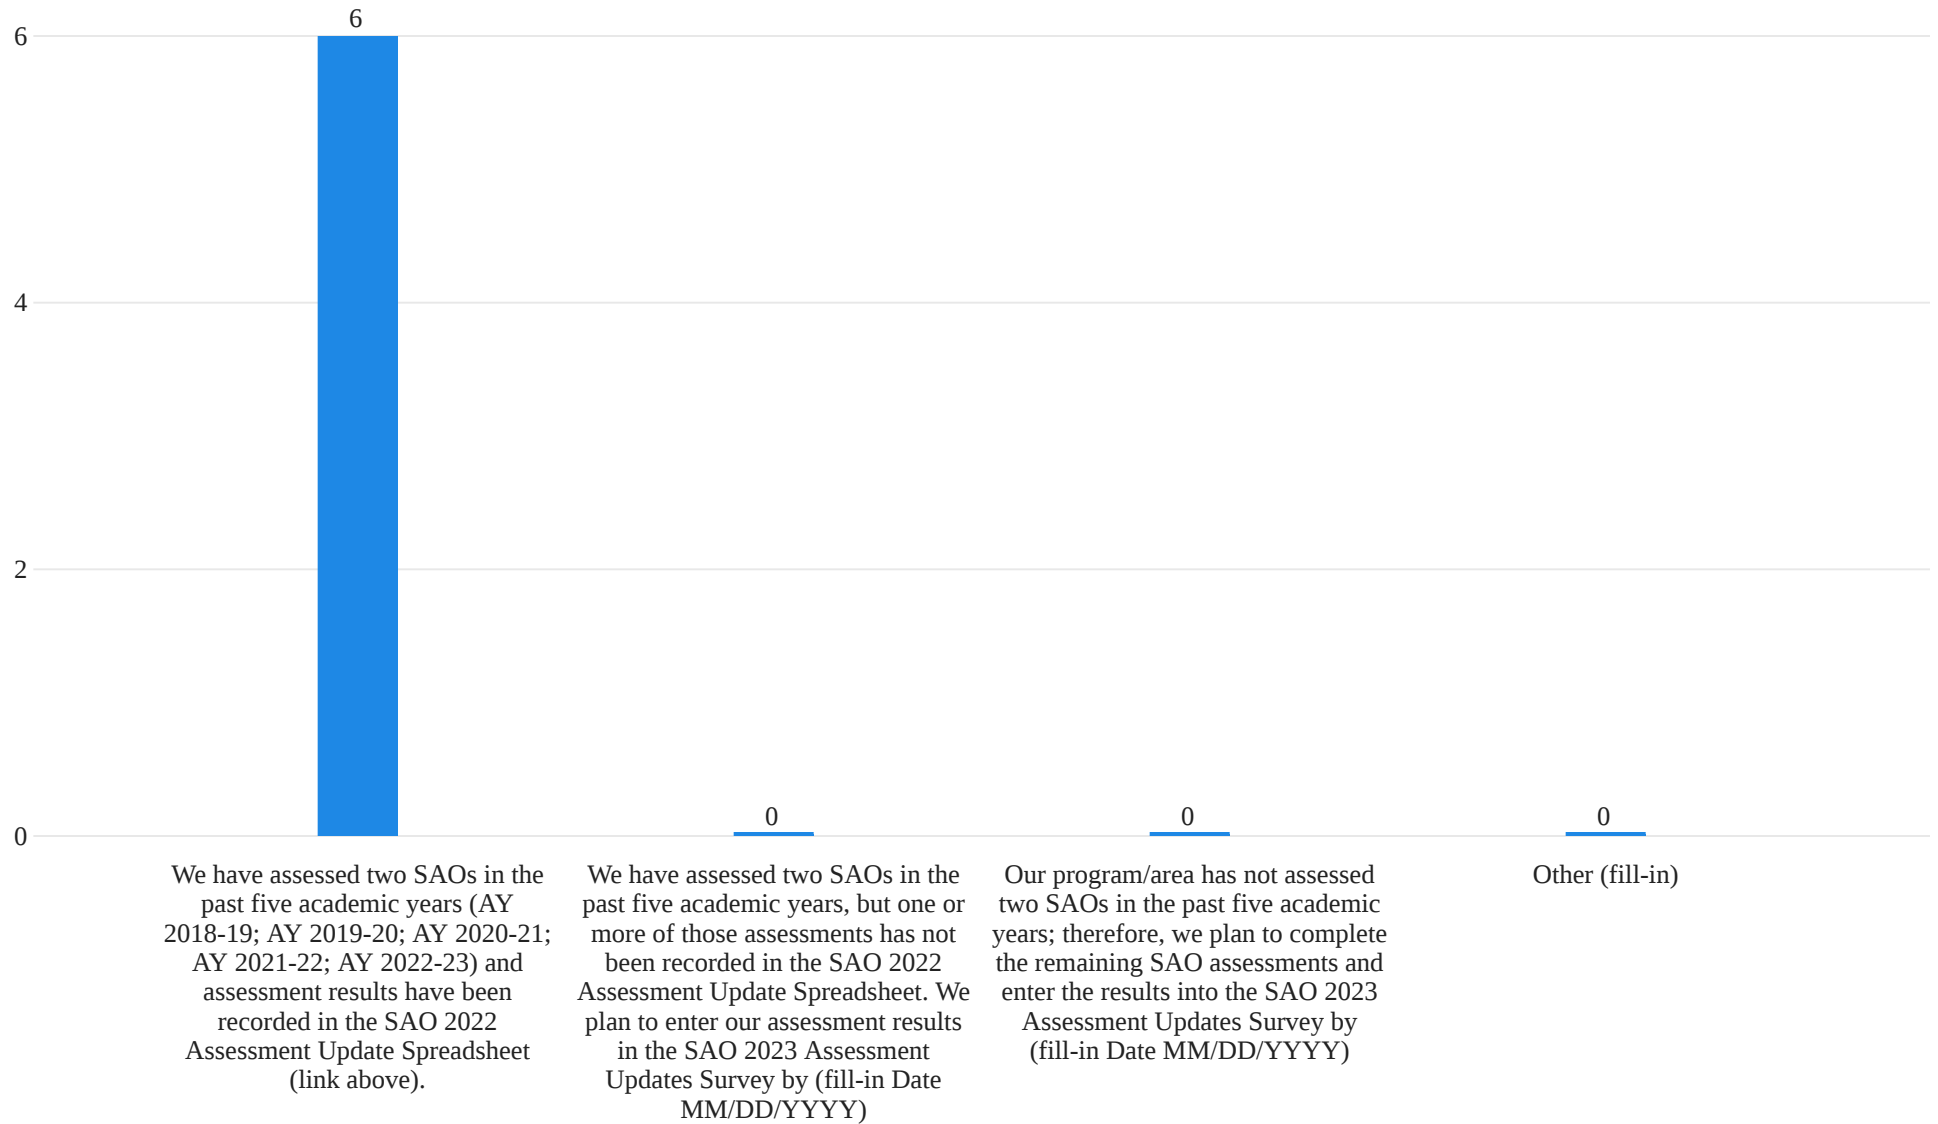 6
6
4
2
0
0
0
0
We have assessed two SAOs in the
past five academic years (AY
2018-19; AY 2019-20; AY 2020-21;
AY 2021-22; AY 2022-23) and
assessment results have been
recorded in the SAO 2022
Assessment Update Spreadsheet
(link above).
We have assessed two SAOs in the
past five academic years, but one or
more of those assessments has not
been recorded in the SAO 2022
Assessment Update Spreadsheet. We
plan to enter our assessment results
in the SAO 2023 Assessment
Updates Survey by (fill-in Date
MM/DD/YYYY)
Our program/area has not assessed
two SAOs in the past five academic
years; therefore, we plan to complete
the remaining SAO assessments and
enter the results into the SAO 2023
Assessment Updates Survey by
(fill-in Date MM/DD/YYYY)
Other (fill-in)